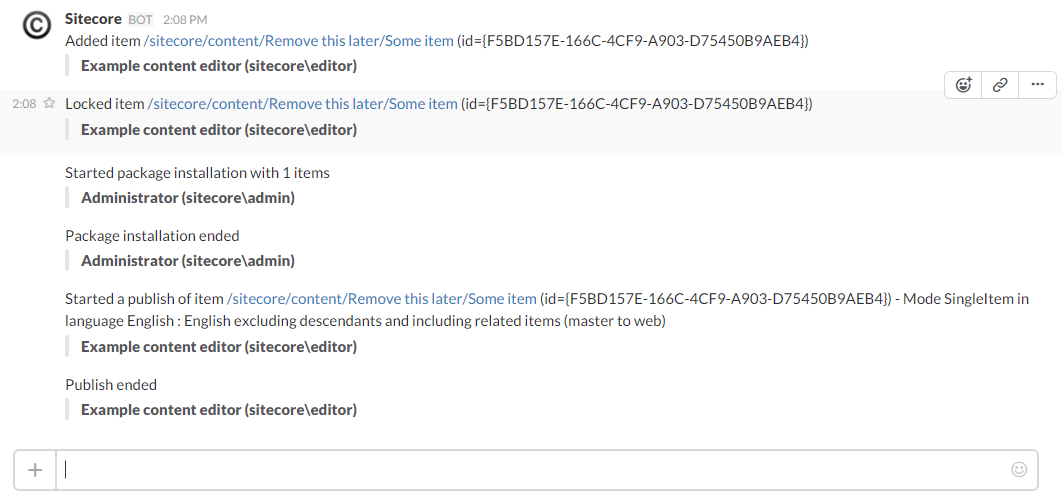 Sitecore BOT 2:08 PM
Added item /sitecore/content/Remove this later/Some item (id={F5BD157E-166C-4CF9-A903-D75450B9AEB4})
Example content editor (sitecore\editor)
2:08 Locked item /sitecore/content/Remove this later/Some item (id={F5BD157E-166C-4CF9-A903-D75450B9AEB4})
Example content editor (sitecore\editor)
Started package installation with 1 items
Administrator (sitecore\admin)
Package installation ended
Administrator (sitecore\admin)
Started a publish of item /sitecore/content/Remove this later/Some item (id={F5BD157E-166C-4CF9-A903-D75450B9AEB4}) - Mode SingleItem in
language English : English excluding descendants and including related items (master to web)
Example content editor (sitecore\editor)
Publish ended
Example content editor (sitecore\editor)